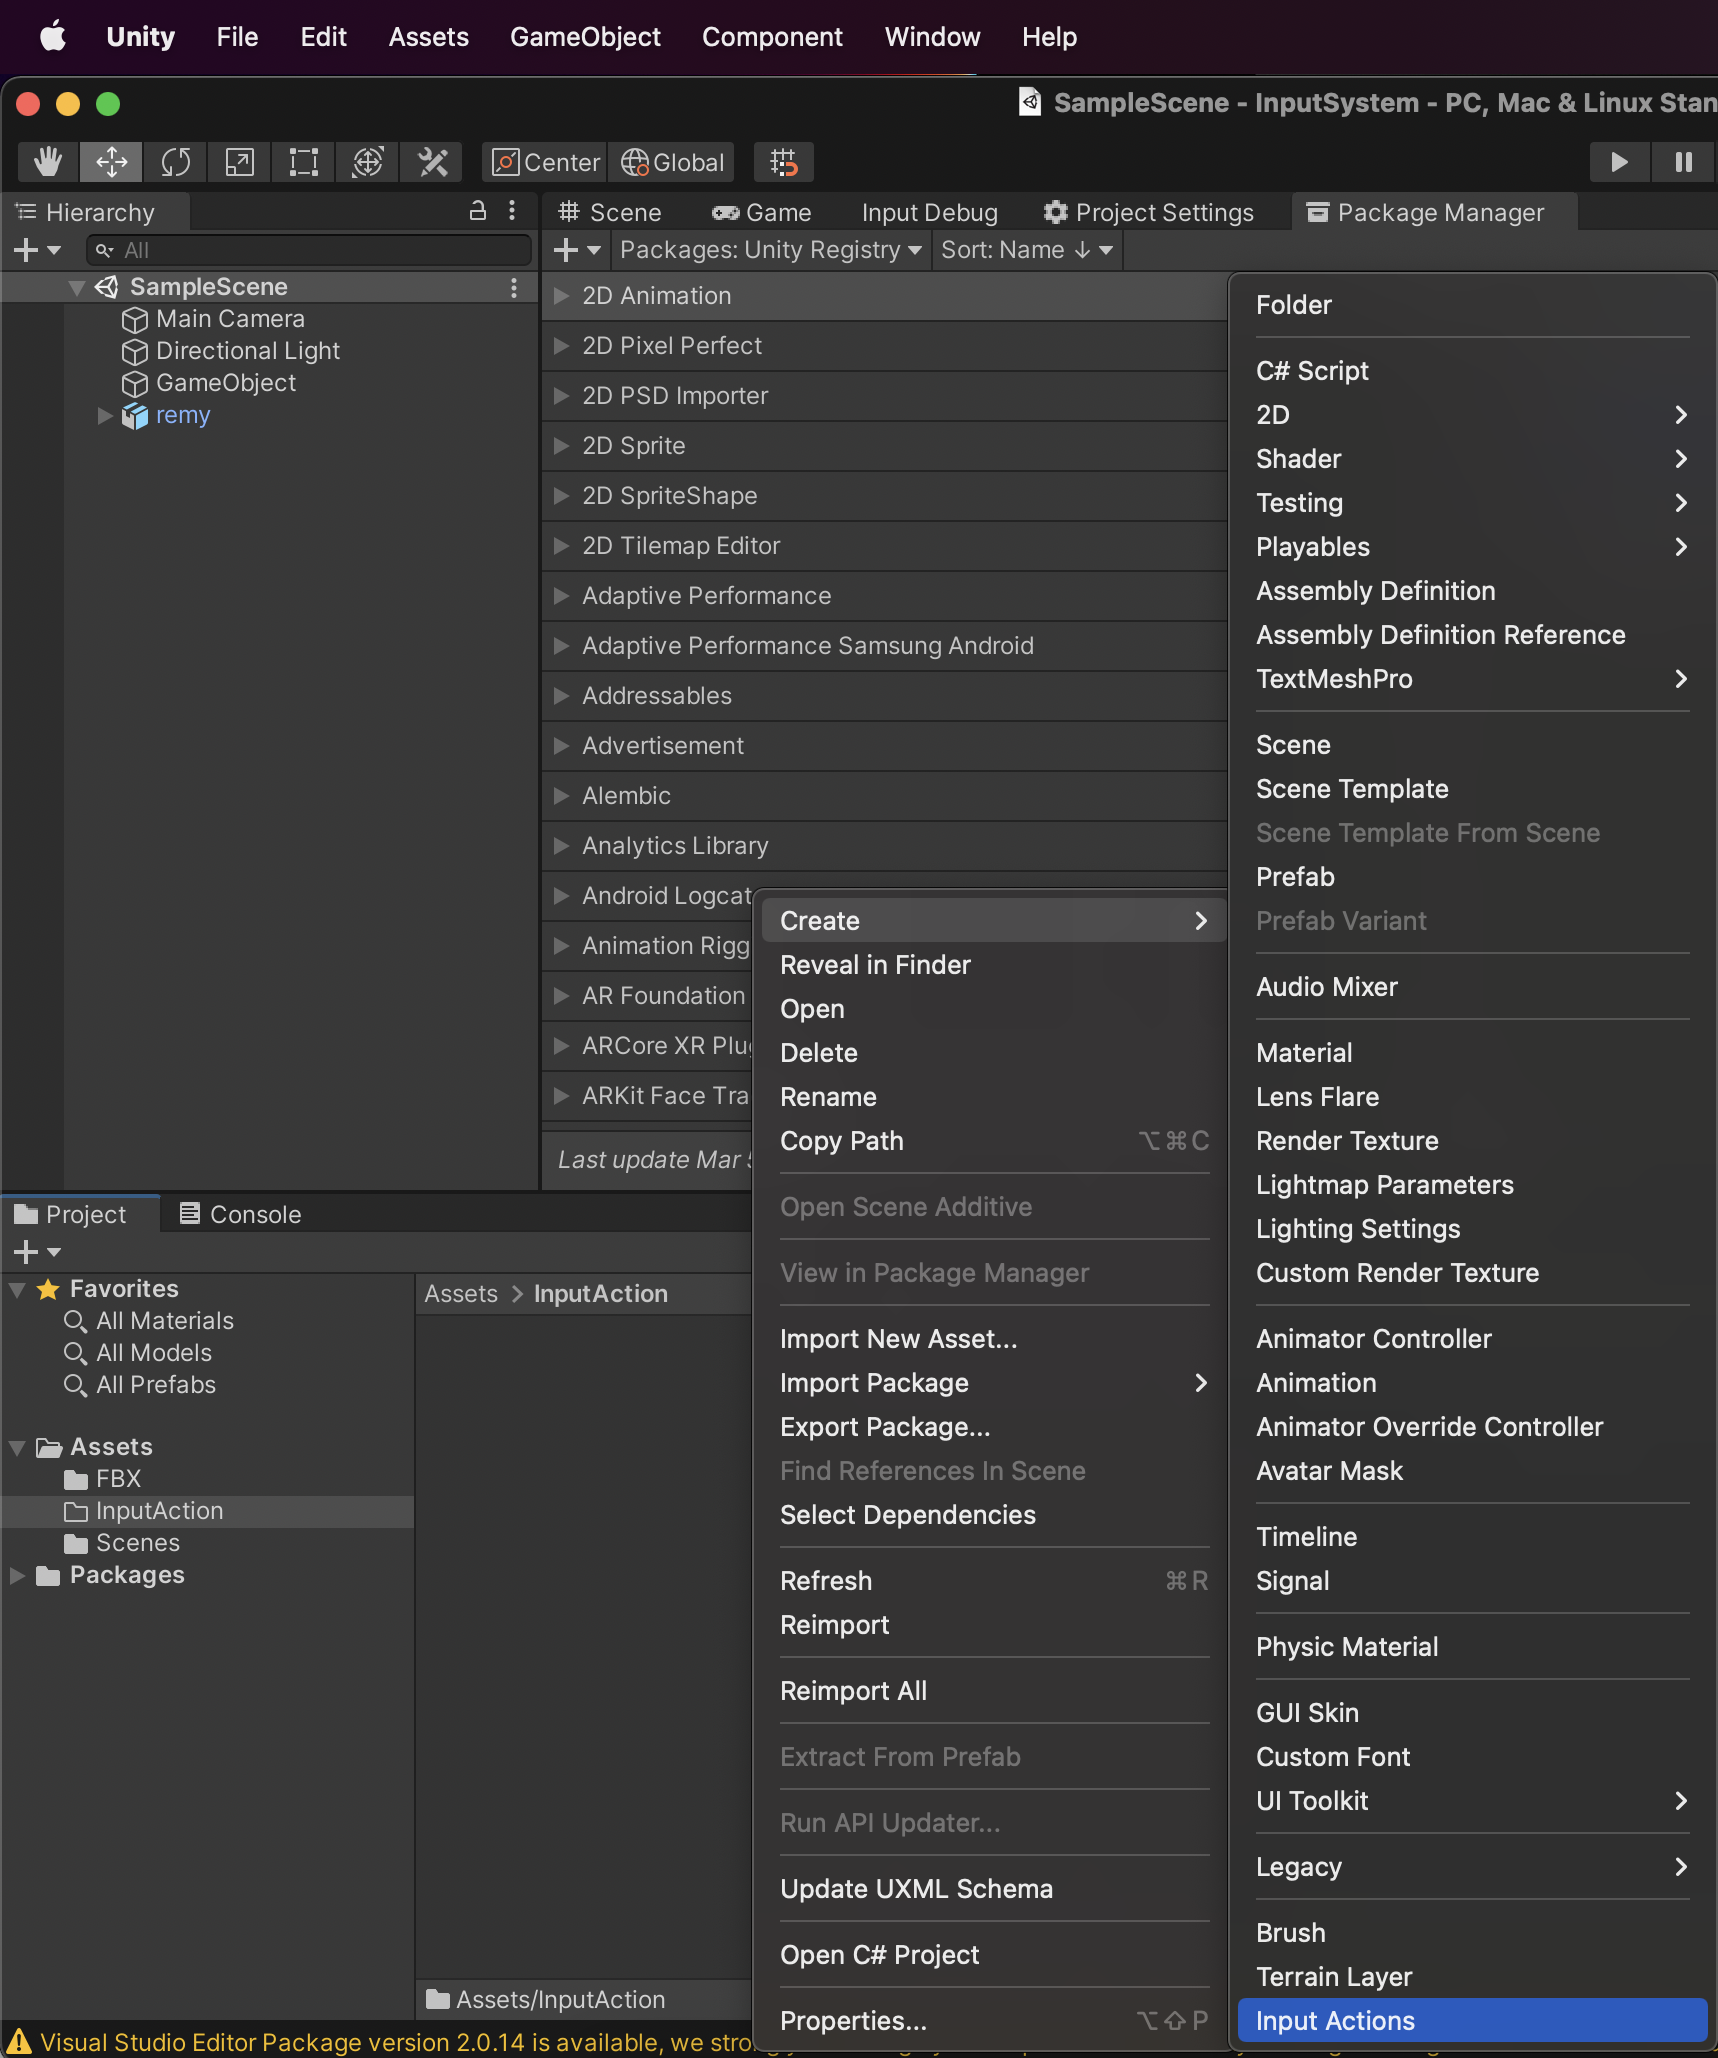 Unity File Edit Assets GameObject Component Window Help
SampleScene - InputSystem - PC, Mac & Linux Stan
Center Global
Hierarchy
All
SampleScene
Main Camera
Directional Light
GameObject
remy
Scene Game Input Debug Project Settings Package Manager
Packages: Unity Registry Sort: Name ↓
2D Animation
2D Pixel Perfect
2D PSD Importer
2D Sprite
2D SpriteShape
2D Tilemap Editor
Adaptive Performance
Adaptive Performance Samsung Android
Addressables
Advertisement
Alembic
Analytics Library
Android Logcat
Animation Rigg
AR Foundation
ARCore XR Plug
ARKit Face Tra
Last update Mar 5
Create
Reveal in Finder
Open
Delete
Rename
Copy Path ⌥⌘C
Open Scene Additive
View in Package Manager
Import New Asset...
Import Package
Export Package...
Find References In Scene
Select Dependencies
Refresh ⌘R
Reimport
Reimport All
Extract From Prefab
Run API Updater...
Update UXML Schema
Open C# Project
Properties... ⌥⇧P
Folder
C# Script
2D
Shader
Testing
Playables
Assembly Definition
Assembly Definition Reference
TextMeshPro
Scene
Scene Template
Scene Template From Scene
Prefab
Prefab Variant
Audio Mixer
Material
Lens Flare
Render Texture
Lightmap Parameters
Lighting Settings
Custom Render Texture
Animator Controller
Animation
Animator Override Controller
Avatar Mask
Timeline
Signal
Physic Material
GUI Skin
Custom Font
UI Toolkit
Legacy
Brush
Terrain Layer
Input Actions
Project Console
Favorites
All Materials
All Models
All Prefabs
Assets
FBX
InputAction
Scenes
Packages
Assets > InputAction
Assets/InputAction
Visual Studio Editor Package version 2.0.14 is available, we